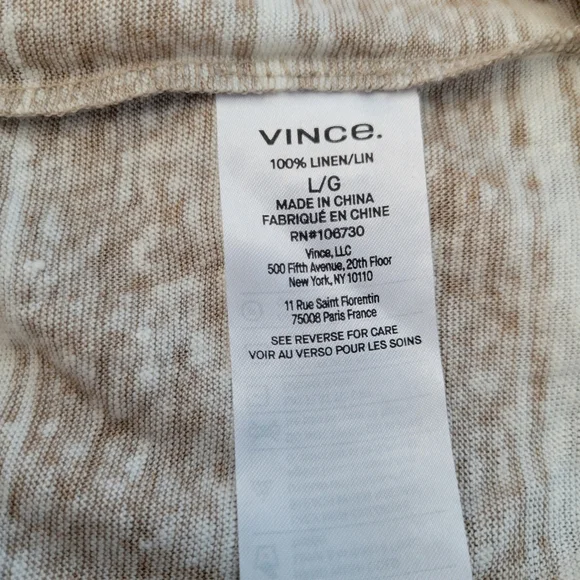 VINCE.
100% LINEN/LIN
L/G
MADE IN CHINA
FABRIQUÉ EN CHINE
RN#106730
Vince, LLC
500 Fifth Avenue, 20th Floor
New York, NY 10110
11 Rue Saint Florentin
75008 Paris France
SEE REVERSE FOR CARE
VOIR AU VERSO POUR LES SOINS